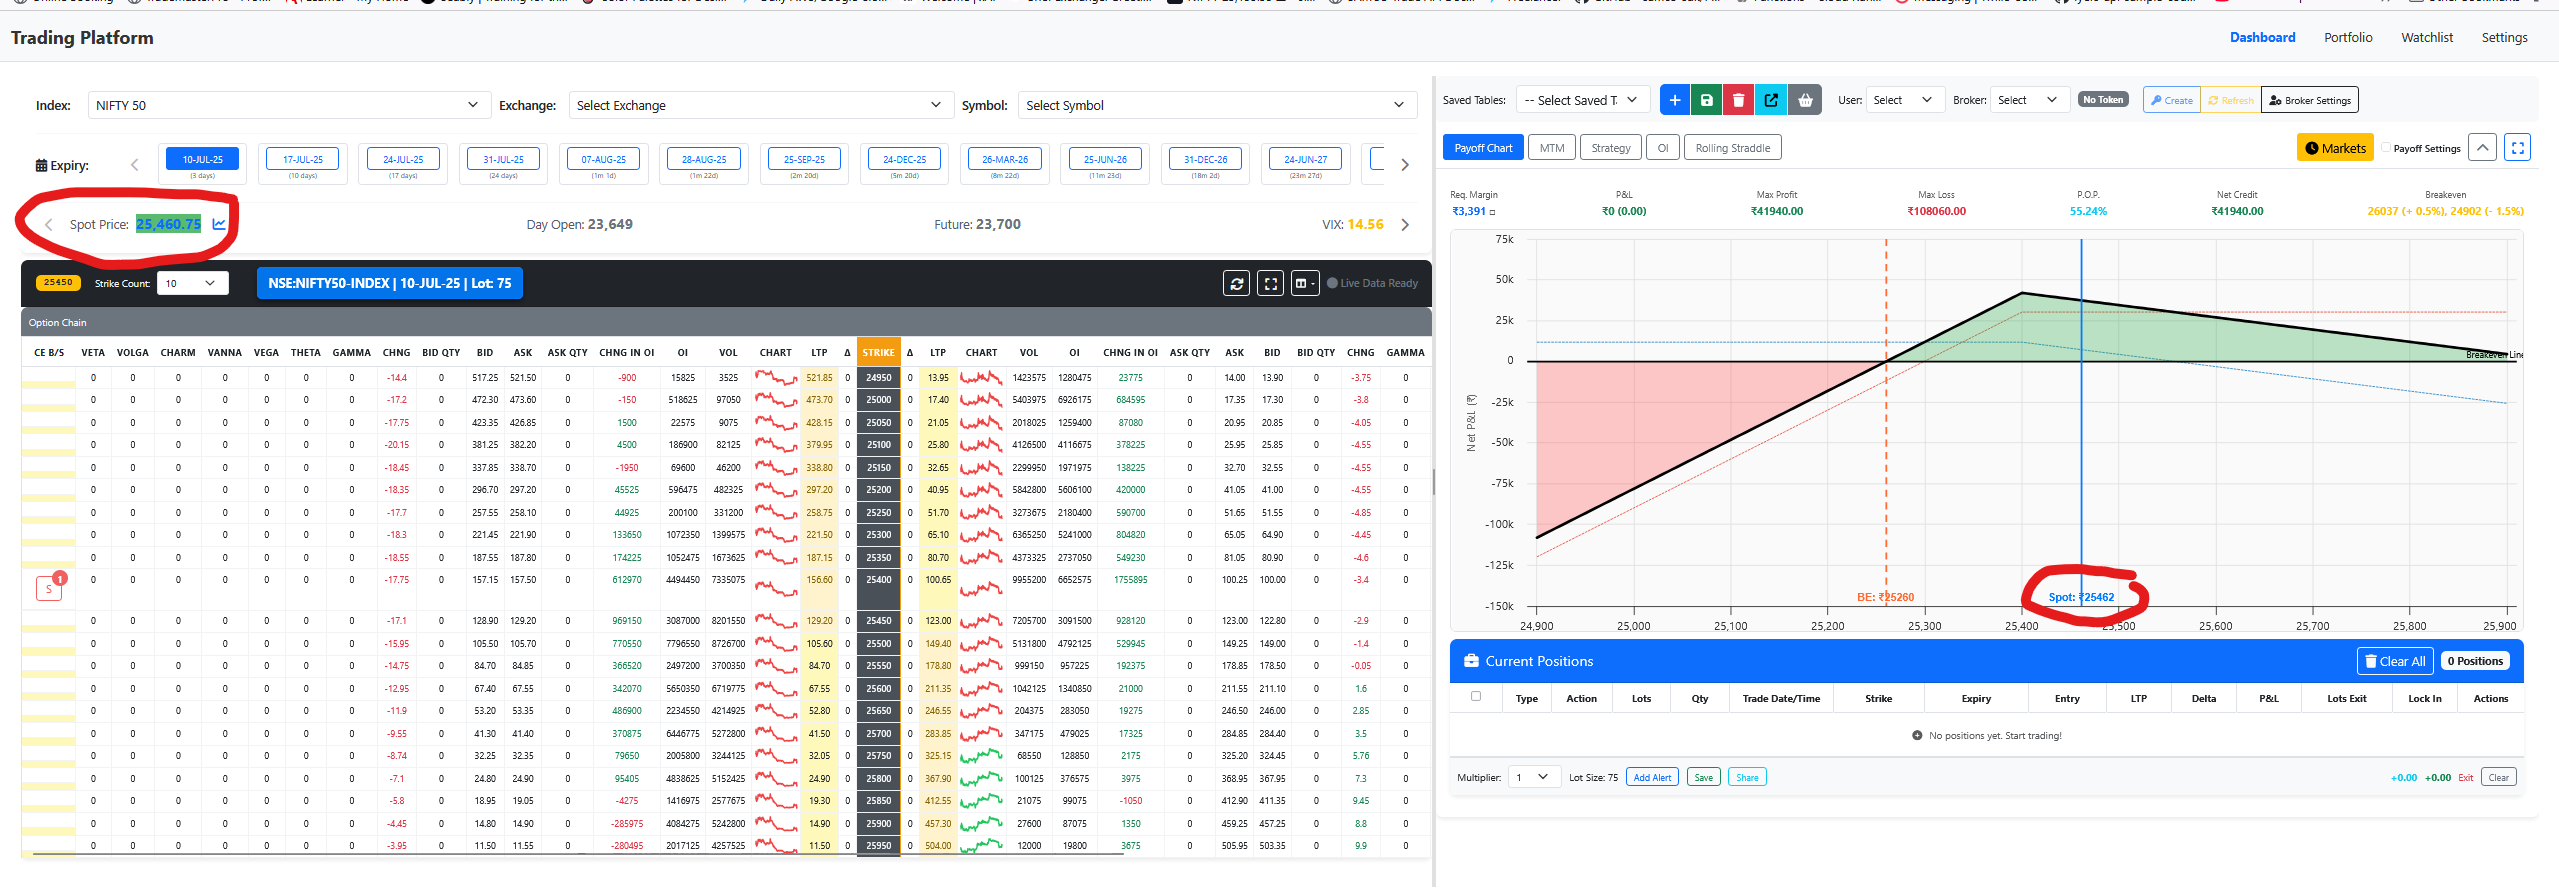 Trading Platform
Dashboard Portfolio Watchlist Settings
Index: NIFTY 50 Exchange: Select Exchange Symbol: Select Symbol
Expiry: 10-JUL-25 17-JUL-25 24-JUL-25 31-JUL-25 07-AUG-25 28-AUG-25 25-SEP-25 24-DEC-25 26-MAR-26 25-JUN-26 31-DEC-26 24-JUN-27
(3 days) (10 days) (17 days) (24 days) (1m 1d) (1m 22d) (2m 20d) (5m 20d) (8m 22d) (11m 23d) (18m 2d) (23m 27d)
Spot Price: 25,460.75 Day Open: 23,649 Future: 23,700 VIX: 14.56
25450 Strike Count: 10 NSE:NIFTY50-INDEX | 10-JUL-25 | Lot: 75 Live Data Ready
Option Chain
CE B/S VETA VOLGA CHARM VANNA VEGA THETA GAMMA CHNG BID QTY BID ASK ASK QTY CHNG IN OI OI VOL CHART LTP Δ STRIKE Δ LTP CHART VOL OI CHNG IN OI ASK QTY ASK BID BID QTY CHNG GAMMA
0 0 0 0 0 0 0 -14.4 0 517.25 521.50 0 -900 15825 3525 521.85 0 24950 0 13.95 1423575 1280475 23775 0 14.00 13.90 0 -3.75 0
0 0 0 0 0 0 0 -17.2 0 472.30 473.60 0 -150 518625 97050 473.70 0 25000 0 17.40 5403975 6926175 684595 0 17.35 17.30 0 -3.8 0
0 0 0 0 0 0 0 -17.75 0 423.35 426.85 0 1500 22575 9075 428.15 0 25050 0 21.05 2018025 1259400 87080 0 20.95 20.85 0 -4.05 0
0 0 0 0 0 0 0 -20.15 0 381.25 382.20 0 4500 186900 82125 379.95 0 25100 0 25.80 4126500 4116675 378225 0 25.95 25.85 0 -4.55 0
0 0 0 0 0 0 0 -18.45 0 337.85 338.70 0 -1950 69600 46200 338.80 0 25150 0 32.65 2299950 1971975 138225 0 32.70 32.55 0 -4.55 0
0 0 0 0 0 0 0 -18.35 0 296.70 297.20 0 45525 596475 482325 297.20 0 25200 0 40.95 5842800 5606100 420000 0 41.05 41.00 0 -4.55 0
0 0 0 0 0 0 0 -17.7 0 257.55 258.10 0 44925 200100 331200 258.75 0 25250 0 51.70 3273675 2180400 590700 0 51.65 51.55 0 -4.85 0
0 0 0 0 0 0 0 -18.3 0 221.45 221.90 0 133650 1072350 1399575 221.50 0 25300 0 65.10 6365250 5241000 804820 0 65.05 64.90 0 -4.45 0
0 0 0 0 0 0 0 -18.55 0 187.55 187.80 0 174225 1052475 1673625 187.15 0 25350 0 80.70 4373325 2737050 549230 0 81.05 80.90 0 -4.6 0
S 1 0 0 0 0 0 0 0 -17.75 0 157.15 157.50 0 612970 4494450 7335075 156.60 0 25400 0 100.65 9955200 6652575 1755895 0 100.25 100.00 0 -3.4 0
0 0 0 0 0 0 0 -17.1 0 128.90 129.20 0 969150 3087000 8201550 129.20 0 25450 0 123.00 7205700 3091500 928120 0 123.00 122.80 0 -2.9 0
0 0 0 0 0 0 0 -15.95 0 105.50 105.70 0 770550 7796550 8726700 105.60 0 25500 0 149.40 5131800 4792125 529945 0 149.25 149.00 0 -1.4 0
0 0 0 0 0 0 0 -14.75 0 84.70 84.85 0 366520 2497200 3700350 84.70 0 25550 0 178.80 999150 957225 192375 0 178.85 178.50 0 -0.05 0
0 0 0 0 0 0 0 -12.95 0 67.40 67.55 0 342070 5650350 6719775 67.55 0 25600 0 211.35 1042125 1340850 21000 0 211.55 211.10 0 1.6 0
0 0 0 0 0 0 0 -11.9 0 53.20 53.35 0 486900 2234550 4214925 52.80 0 25650 0 246.55 204375 283050 19275 0 246.50 246.00 0 2.85 0
0 0 0 0 0 0 0 -9.55 0 41.30 41.40 0 370875 6446775 5272800 41.50 0 25700 0 283.85 347175 479025 17325 0 284.85 284.40 0 3.5 0
0 0 0 0 0 0 0 -8.74 0 32.25 32.35 0 79650 2005800 3244125 32.05 0 25750 0 325.15 68550 128850 2175 0 325.20 324.45 0 5.76 0
0 0 0 0 0 0 0 -7.1 0 24.80 24.90 0 95405 4838625 5152425 24.90 0 25800 0 367.90 100125 376575 3975 0 368.95 367.95 0 7.3 0
0 0 0 0 0 0 0 -5.8 0 18.95 19.05 0 -4275 1416975 2577675 19.30 0 25850 0 412.55 21075 99075 -1050 0 412.90 411.35 0 9.45 0
0 0 0 0 0 0 0 -4.45 0 14.80 14.90 0 -285975 4084275 5242800 14.90 0 25900 0 457.30 27600 87075 1350 0 459.25 457.25 0 8.8 0
0 0 0 0 0 0 0 -3.95 0 11.50 11.55 0 -280495 2017125 4257525 11.50 0 25950 0 504.00 12000 19800 3675 0 505.95 503.35 0 9.9 0
Saved Tables: -- Select Saved T User: Select Broker: Select No Token Create Refresh Broker Settings
Payoff Chart MTM Strategy OI Rolling Straddle Markets Payoff Settings
Req. Margin P&L Max Profit Max Loss P.O.P. Net Credit Breakeven
₹3,391 ₹0 (0.00) ₹41940.00 ₹108060.00 55.24% ₹41940.00 26037 (+ 0.5%), 24902 (- 1.5%)
75k
50k
25k
0
Breakeven Line
-25k
Net P&L (₹)
-50k
-75k
-100k
-125k
-150k
BE: ₹25260 Spot: ₹25462
24,900 25,000 25,100 25,200 25,300 25,400 25,500 25,600 25,700 25,800 25,900
Current Positions Clear All 0 Positions
Type Action Lots Qty Trade Date/Time Strike Expiry Entry LTP Delta P&L Lots Exit Lock In Actions
No positions yet. Start trading!
Multiplier: 1 Lot Size: 75 Add Alert Save Share +0.00 +0.00 Exit Clear